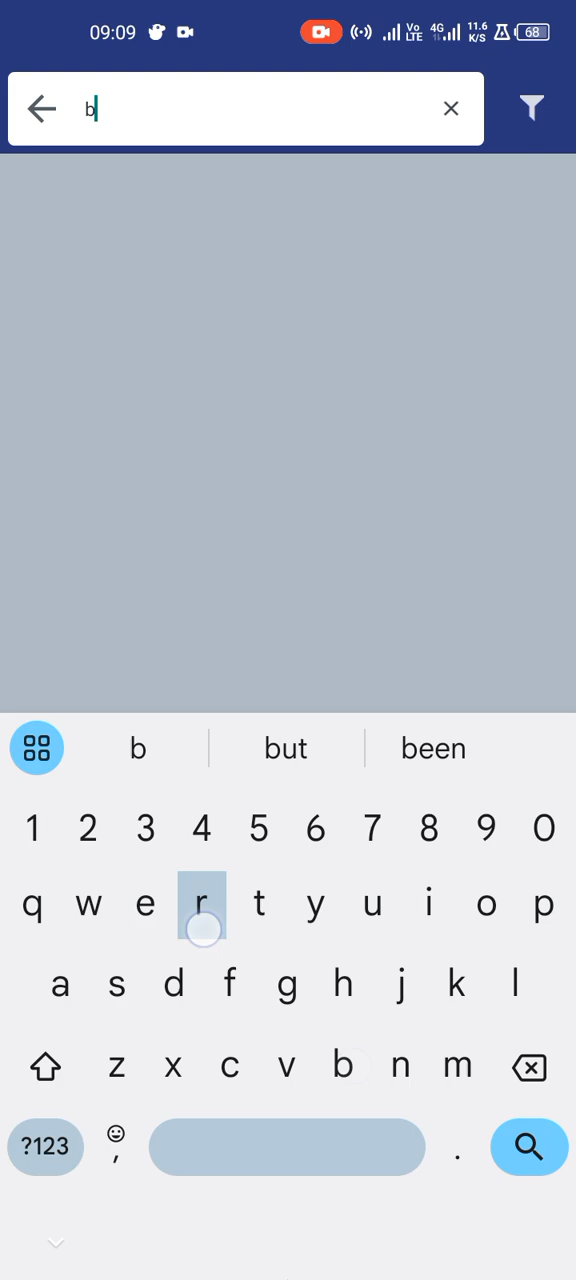 09:09 Vo LTE 4G 11.6 K/S 68
b
b but been
1 2 3 4 5 6 7 8 9 0
q w e r t y u i o p
a s d f g h j k l
z x c v b n m
?123 , .